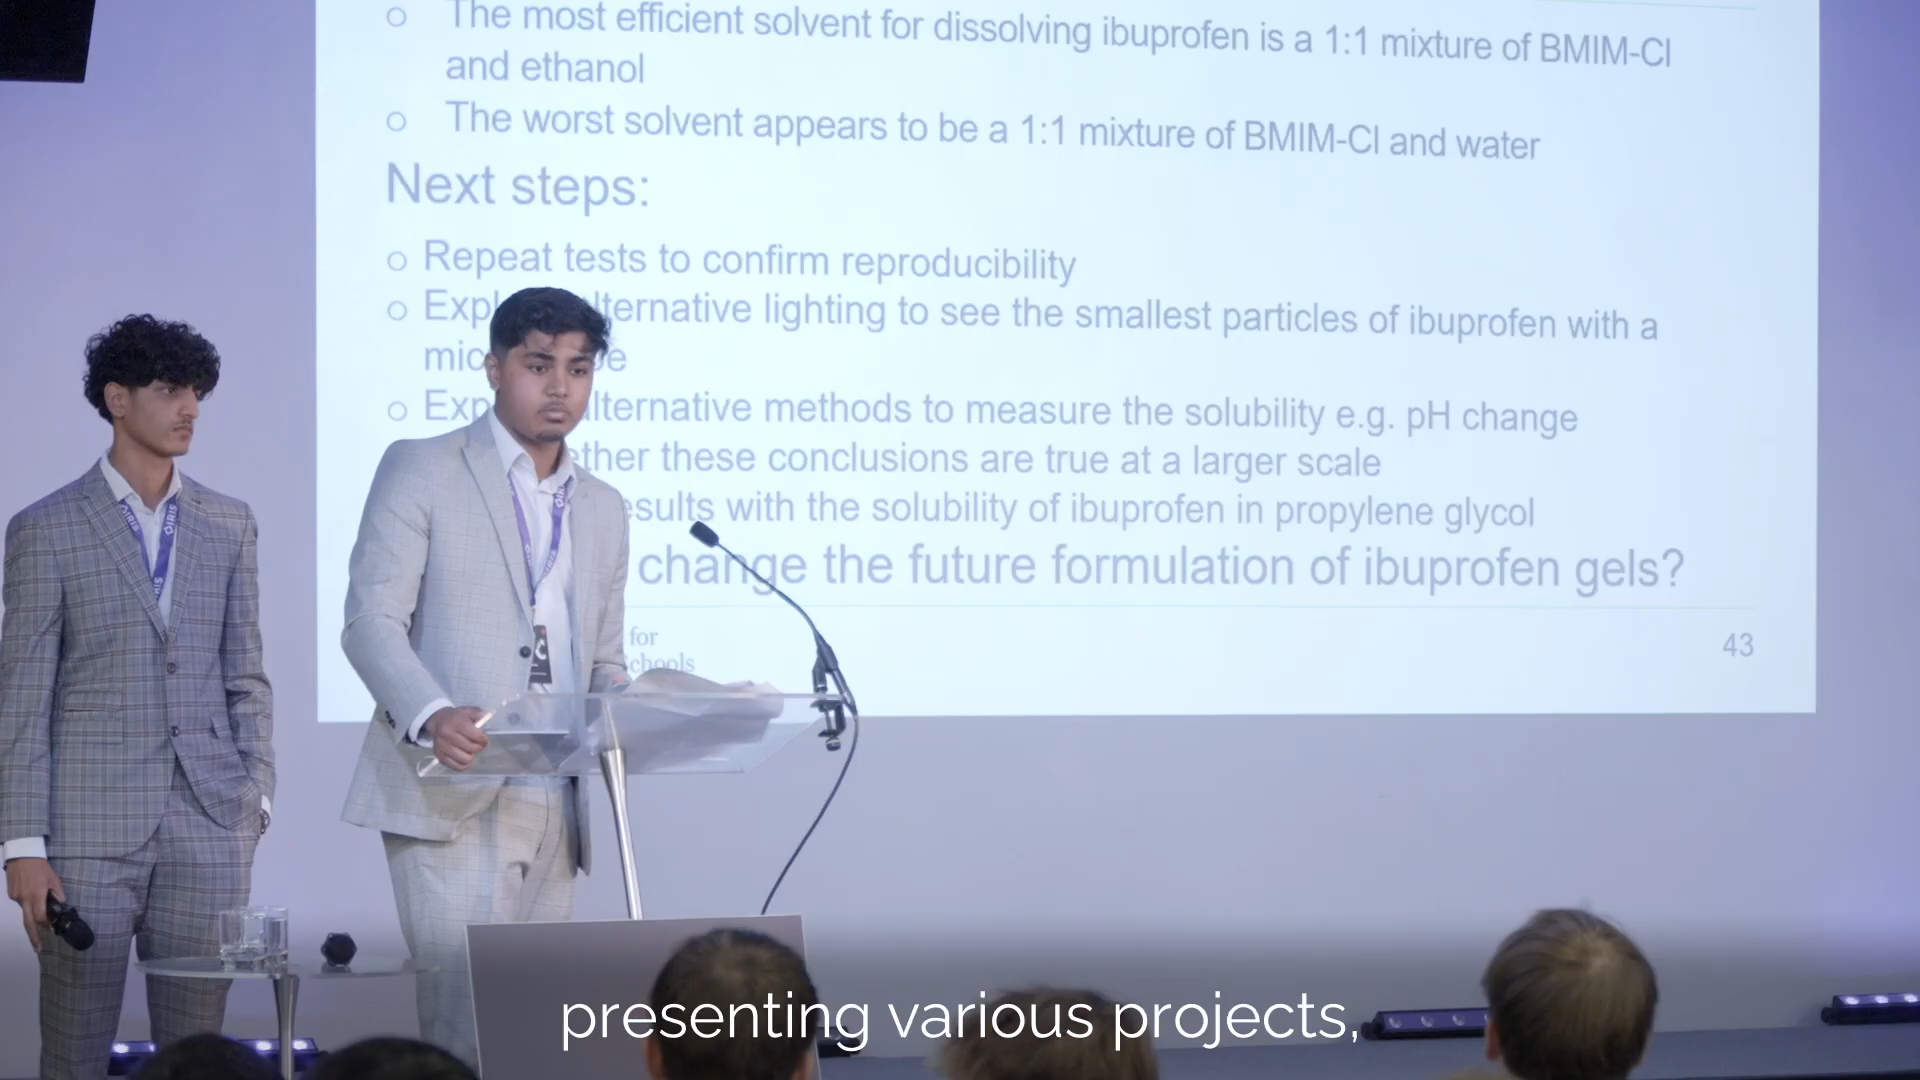 The most efficient solvent for dissolving ibuprofen is a 1:1 mixture of BMIM-Cl
and ethanol
The worst solvent appears to be a 1:1 mixture of BMIM-Cl and water
Next steps:
Repeat tests to confirm reproducibility
lternative lighting to see the smallest particles of ibuprofen with a
lternative methods to measure the solubility e.g. pH change
ther these conclusions are true at a larger scale
esults with the solubility of ibuprofen in propylene glycol
change the future formulation of ibuprofen gels?
for
Schools
43
IRIS
IRIS
presenting various projects,